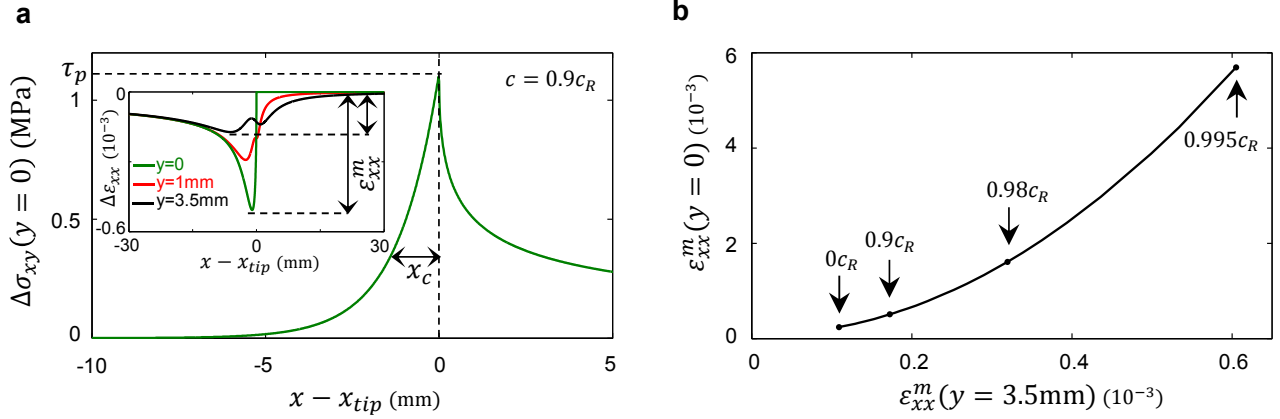 a
Δσ_xy(y = 0) (MPa)
τ_p
1
0.5
0
-10
-5
0
5
x − x_tip (mm)
c = 0.9c_R
x_c
0
-0.6
-30
0
30
Δε_xx (10⁻³)
x − x_tip (mm)
y=0
y=1mm
y=3.5mm
ε^m_xx
b
ε^m_xx(y = 0) (10⁻³)
6
4
2
0
0
0.2
0.4
0.6
ε^m_xx(y = 3.5mm) (10⁻³)
0c_R
0.9c_R
0.98c_R
0.995c_R